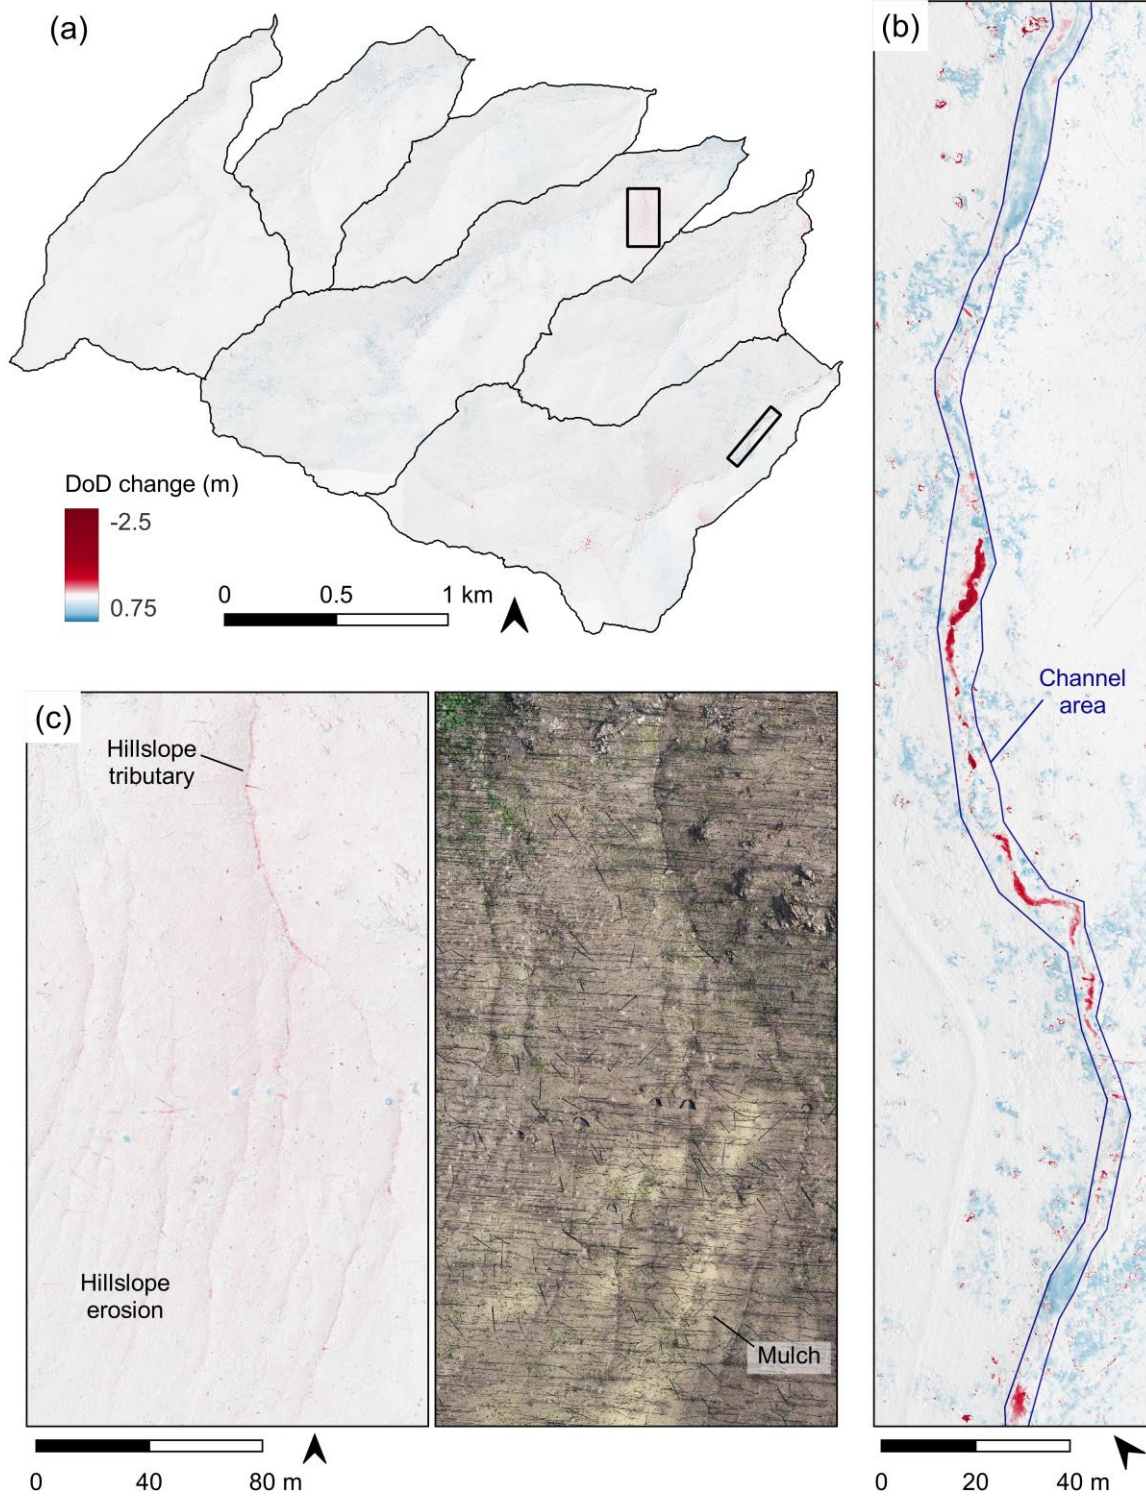 (a)
DoD change (m)
-2.5
0.75
0 0.5 1 km
(b)
Channel
area
0 20 40 m
(c)
Hillslope
tributary
Hillslope
erosion
Mulch
0 40 80 m